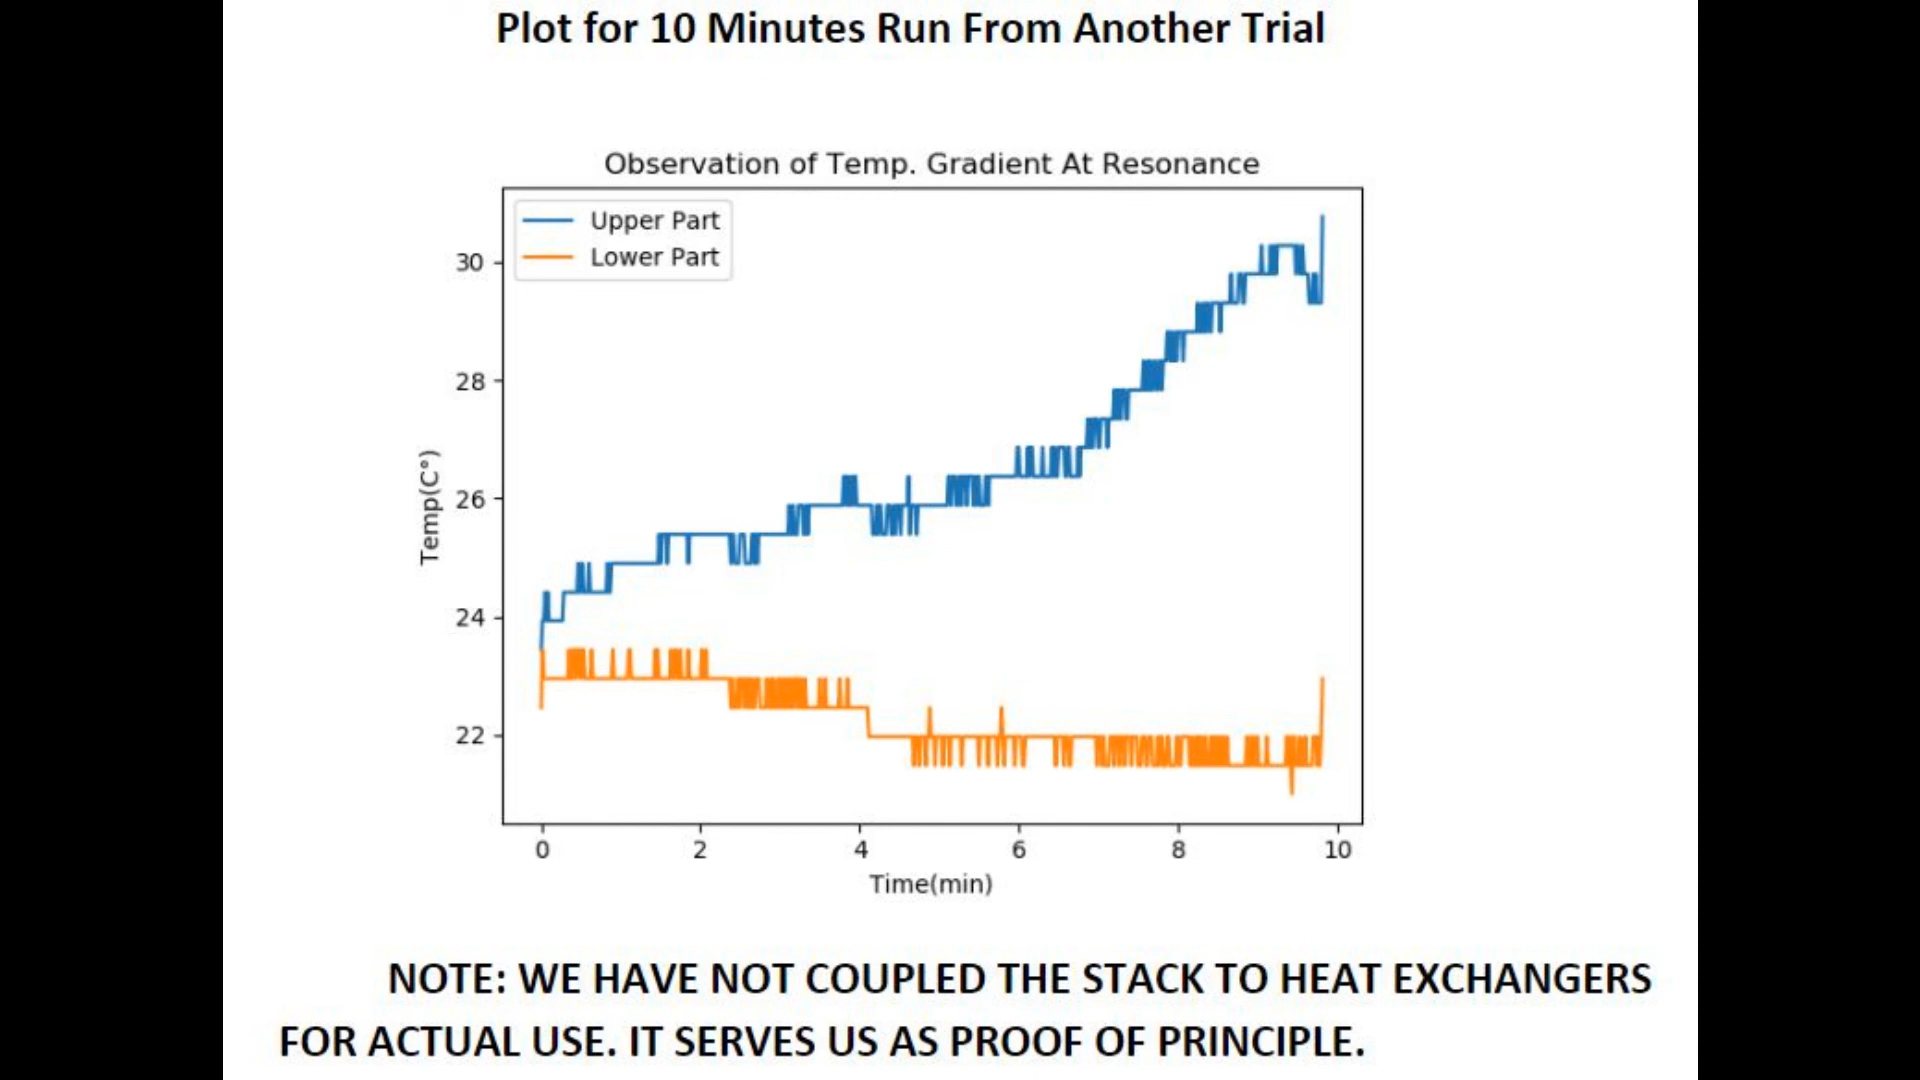 Plot for 10 Minutes Run From Another Trial
Observation of Temp. Gradient At Resonance
Upper Part
Lower Part
30
28
26
24
22
Temp(C°)
0 2 4 6 8 10
Time(min)
NOTE: WE HAVE NOT COUPLED THE STACK TO HEAT EXCHANGERS
FOR ACTUAL USE. IT SERVES US AS PROOF OF PRINCIPLE.